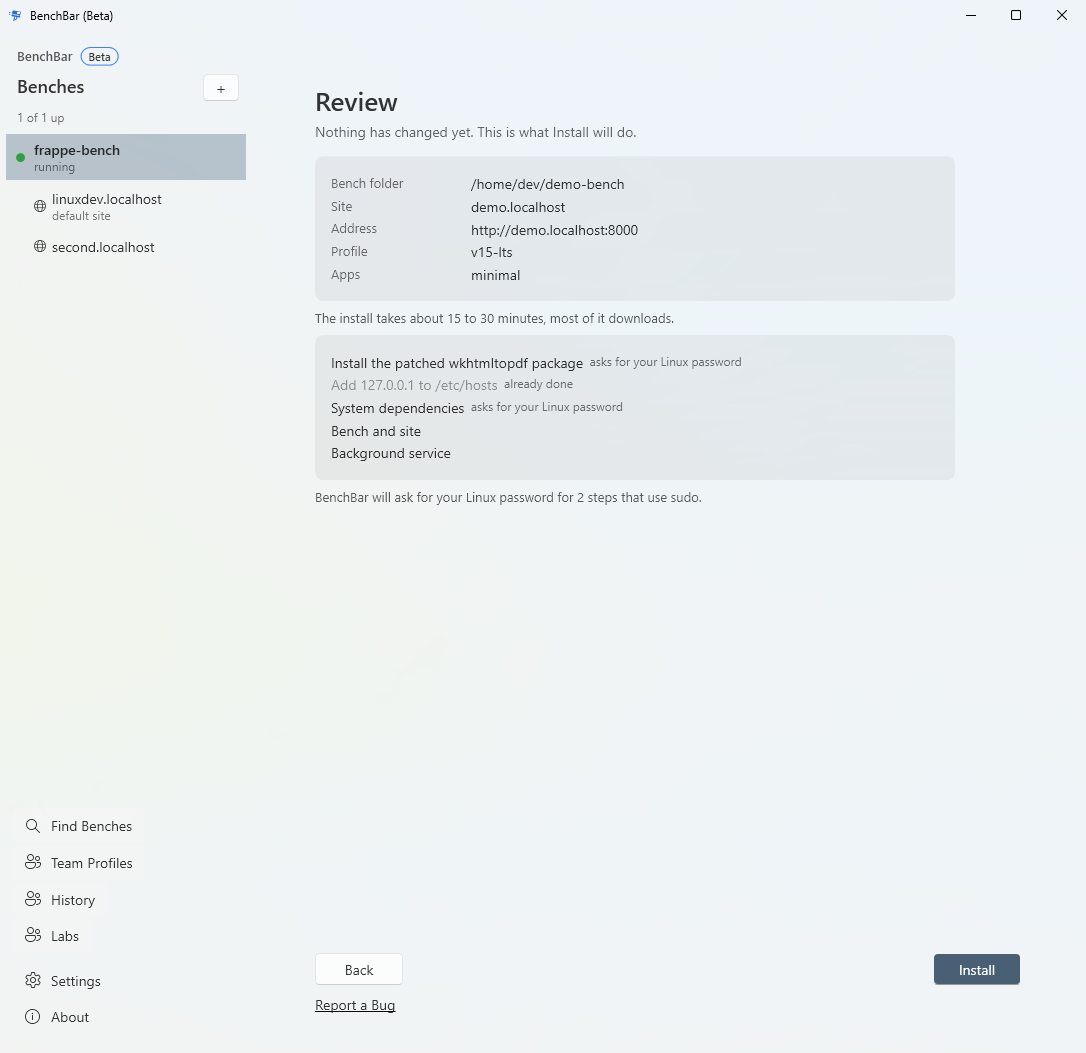 BenchBar (Beta)
BenchBar Beta
Benches
+
1 of 1 up
frappe-bench
running
linuxdev.localhost
default site
second.localhost
Find Benches
Team Profiles
History
Labs
Settings
About
Review
Nothing has changed yet. This is what Install will do.
Bench folder /home/dev/demo-bench
Site demo.localhost
Address http://demo.localhost:8000
Profile v15-lts
Apps minimal
The install takes about 15 to 30 minutes, most of it downloads.
Install the patched wkhtmltopdf package asks for your Linux password
Add 127.0.0.1 to /etc/hosts already done
System dependencies asks for your Linux password
Bench and site
Background service
BenchBar will ask for your Linux password for 2 steps that use sudo.
Back Install
Report a Bug